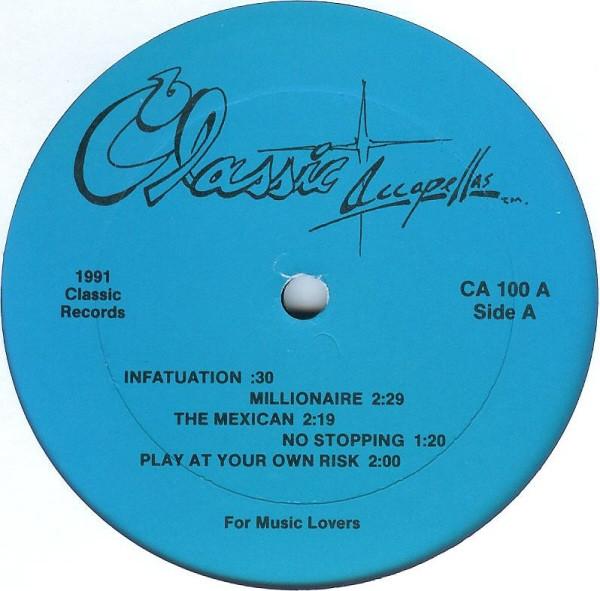 Classic Accapellas T.M.
1991
Classic
Records
CA 100 A
Side A
INFATUATION :30
MILLIONAIRE 2:29
THE MEXICAN 2:19
NO STOPPING 1:20
PLAY AT YOUR OWN RISK 2:00
For Music Lovers